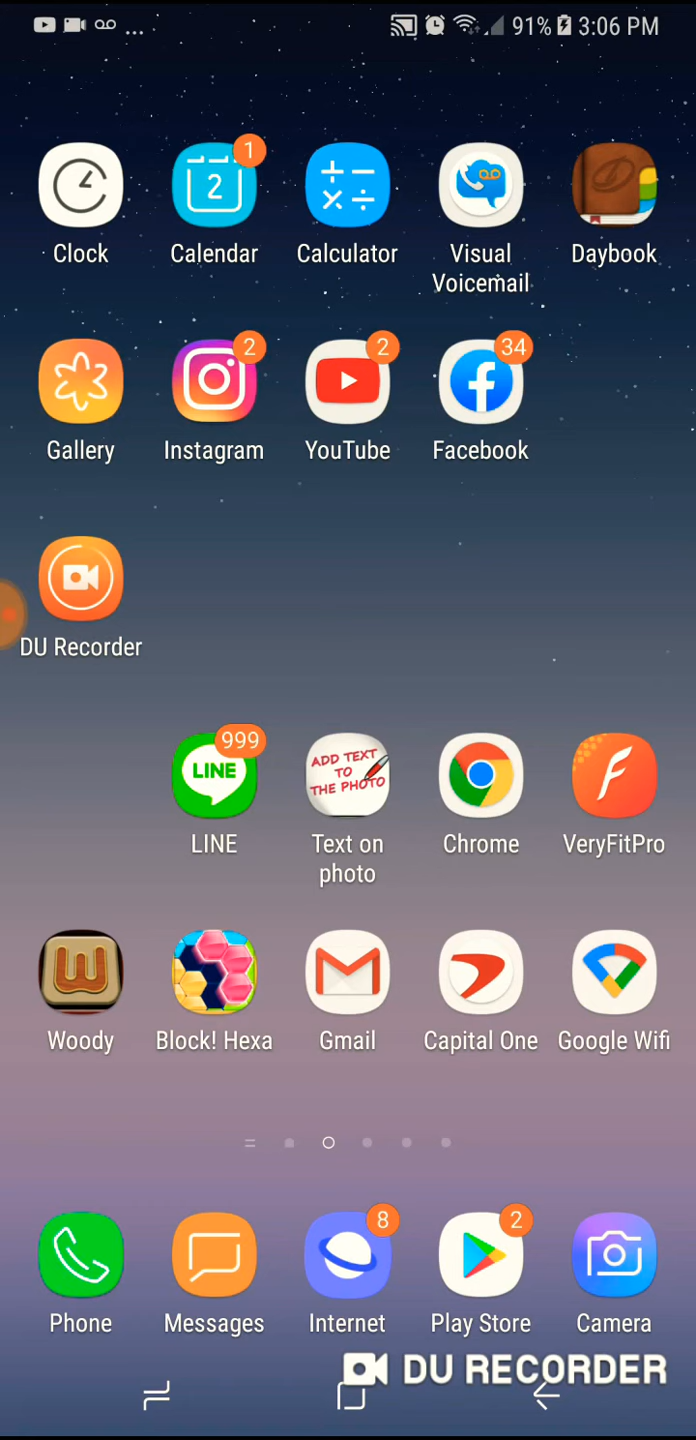 91% 3:06 PM
1
2
Clock Calendar Calculator Visual Voicemail Daybook
2 2 34
Gallery Instagram YouTube Facebook
DU Recorder
999
LINE
ADD TEXT
TO
THE PHOTO
LINE Text on photo Chrome VeryFitPro
W
Woody Block! Hexa Gmail Capital One Google Wifi
8 2
Phone Messages Internet Play Store Camera
DU RECORDER